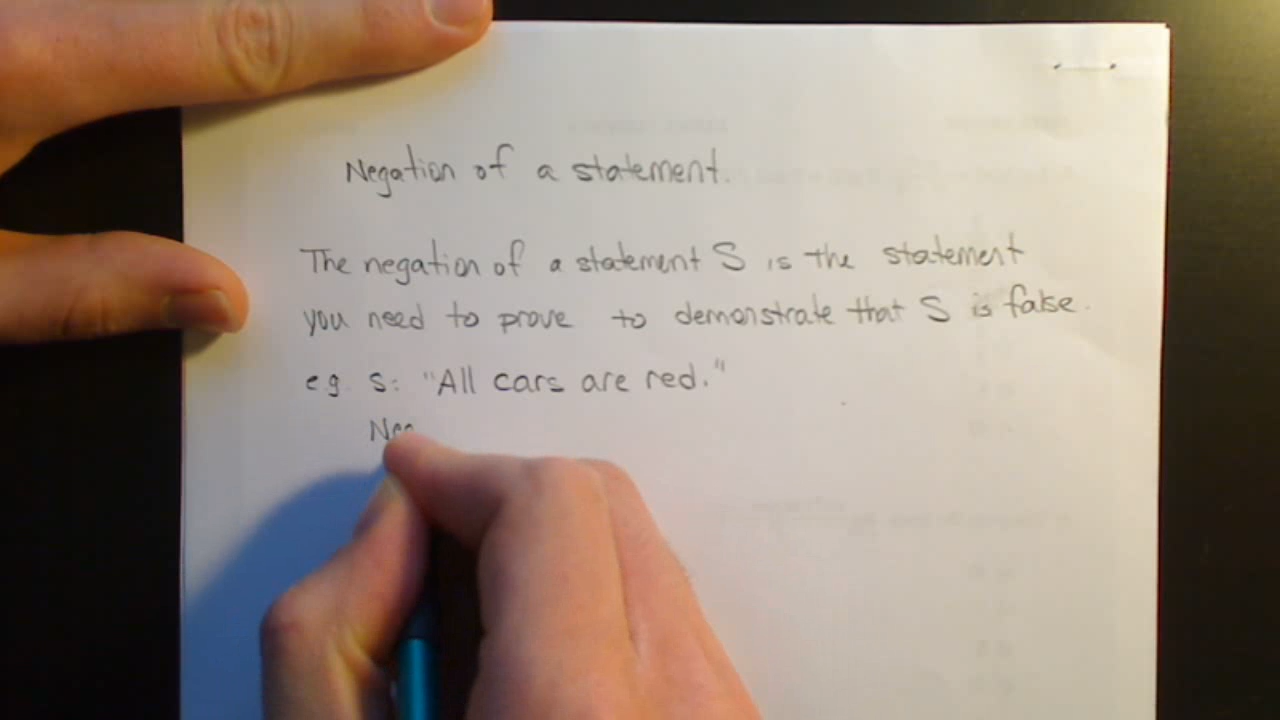 Negation of a statement.
The negation of a statement S is the statement
you need to prove to demonstrate that S is false.
e.g. S: "All cars are red."
Neg